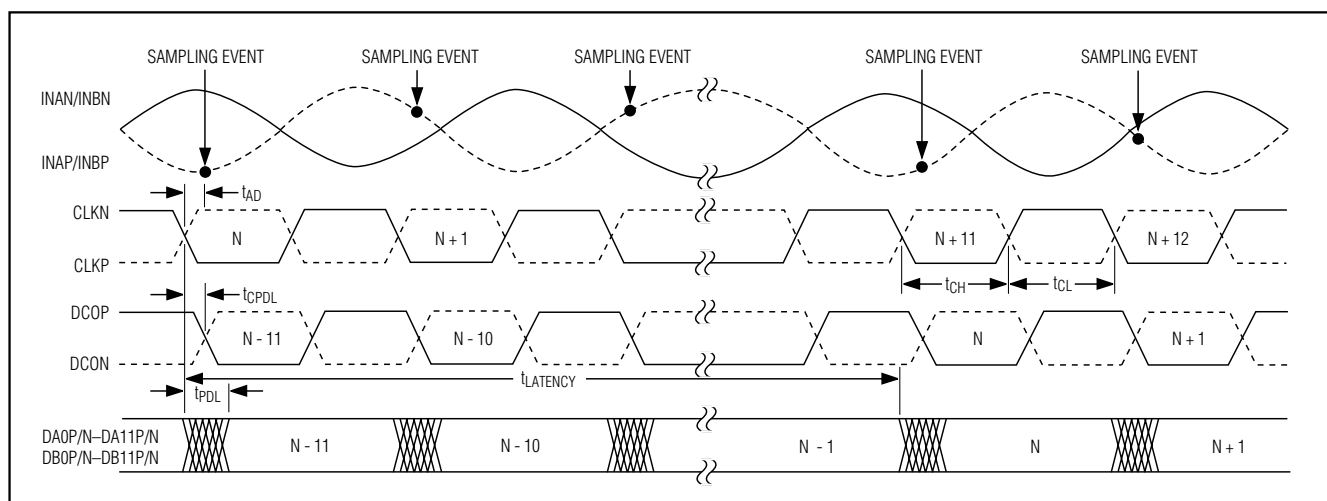 SAMPLING EVENT SAMPLING EVENT SAMPLING EVENT SAMPLING EVENT SAMPLING EVENT
INAN/INBN
INAP/INBP
tAD
CLKN
N N + 1 N + 11 N + 12
CLKP
tCH tCL
tCPDL
DCOP
N - 11 N - 10 N N + 1
DCON
tLATENCY
tPDL
DA0P/N–DA11P/N
DB0P/N–DB11P/N
N - 11 N - 10 N - 1 N N + 1